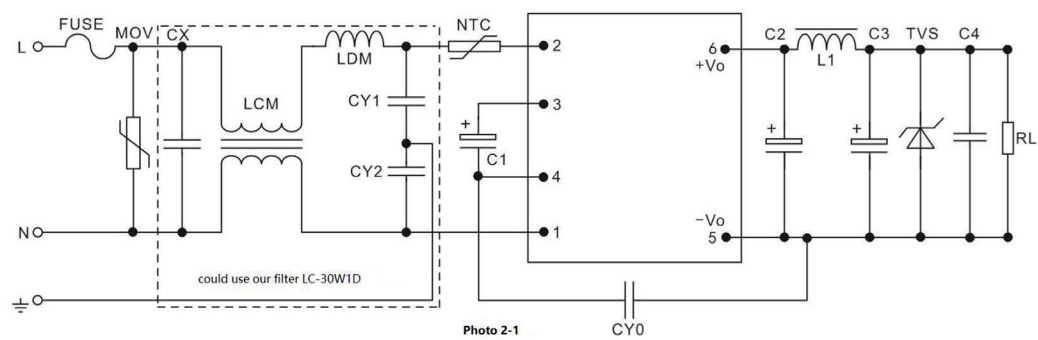 FUSE
L
MOV
CX
LCM
LDM
CY1
CY2
NTC
C1
2
3
4
1
6
+Vo
-Vo
5
C2
L1
C3
TVS
C4
RL
N
could use our filter LC-30W1D
CY0
Photo 2-1